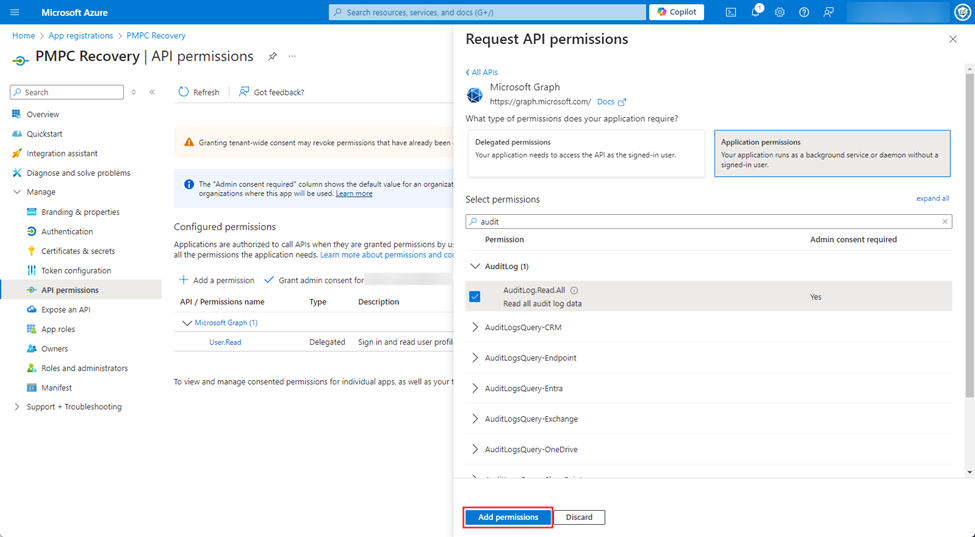 Microsoft Azure
Search resources, services, and docs (G+/)
Copilot
1
Home > App registrations > PMPC Recovery
PMPC Recovery | API permissions
Search
Overview
Quickstart
Integration assistant
Diagnose and solve problems
Manage
Branding & properties
Authentication
Certificates & secrets
Token configuration
API permissions
Expose an API
App roles
Owners
Roles and administrators
Manifest
Support + Troubleshooting
Refresh
Got feedback?
Granting tenant-wide consent may revoke permissions that have already been
The "Admin consent required" column shows the default value for an organizat
organizations where this app will be used. Learn more
Configured permissions
Applications are authorized to call APIs when they are granted permissions by us
all the permissions the application needs. Learn more about permissions and co
Add a permission
Grant admin consent for
API / Permissions name
Type
Description
Microsoft Graph (1)
User.Read
Delegated
Sign in and read user profil
To view and manage consented permissions for individual apps, as well as your t
Request API permissions
All APIs
Microsoft Graph
https://graph.microsoft.com/ Docs
What type of permissions does your application require?
Delegated permissions
Your application needs to access the API as the signed-in user.
Application permissions
Your application runs as a background service or daemon without a
signed-in user.
Select permissions
expand all
audit
Permission
Admin consent required
AuditLog (1)
AuditLog.Read.All
Read all audit log data
Yes
AuditLogsQuery-CRM
AuditLogsQuery-Endpoint
AuditLogsQuery-Entra
AuditLogsQuery-Exchange
AuditLogsQuery-OneDrive
Add permissions
Discard